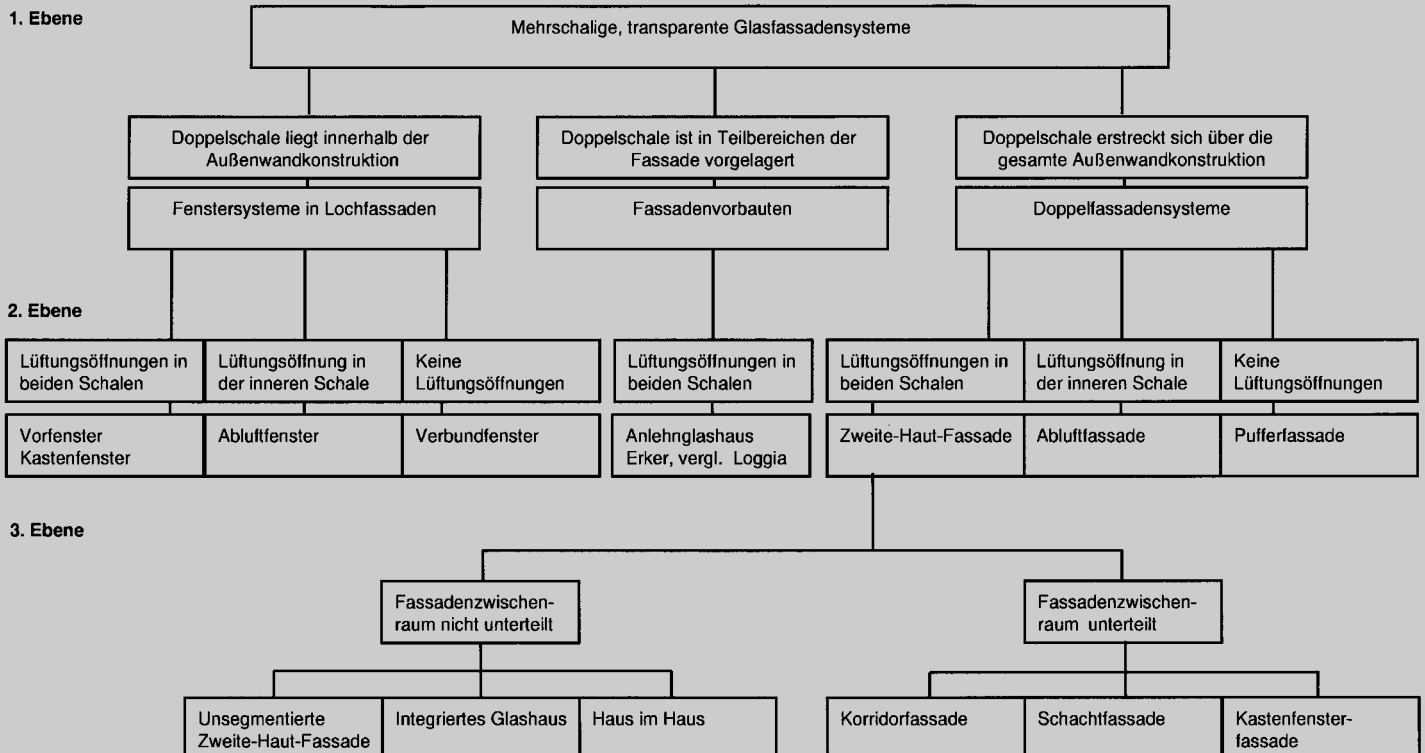 1. Ebene
Mehrschalige, transparente Glasfassadensysteme
Doppelschale liegt innerhalb der
Außenwandkonstruktion
Doppelschale ist in Teilbereichen der
Fassade vorgelagert
Doppelschale erstreckt sich über die
gesamte Außenwandkonstruktion
Fenstersysteme in Lochfassaden
Fassadenvorbauten
Doppelfassadensysteme
2. Ebene
Lüftungsöffnungen in
beiden Schalen
Lüftungsöffnung in
der inneren Schale
Keine
Lüftungsöffnungen
Lüftungsöffnungen in
beiden Schalen
Lüftungsöffnungen in
beiden Schalen
Lüftungsöffnung in
der inneren Schale
Keine
Lüftungsöffnungen
Vorfenster
Kastenfenster
Abluftfenster
Verbundfenster
Anlehnglashaus
Erker, vergl. Loggia
Zweite-Haut-Fassade
Abluftfassade
Pufferfassade
3. Ebene
Fassadenzwischen-
raum nicht unterteilt
Fassadenzwischen-
raum unterteilt
Unsegmentierte
Zweite-Haut-Fassade
Integriertes Glashaus
Haus im Haus
Korridorfassade
Schachtfassade
Kastenfenster-
fassade